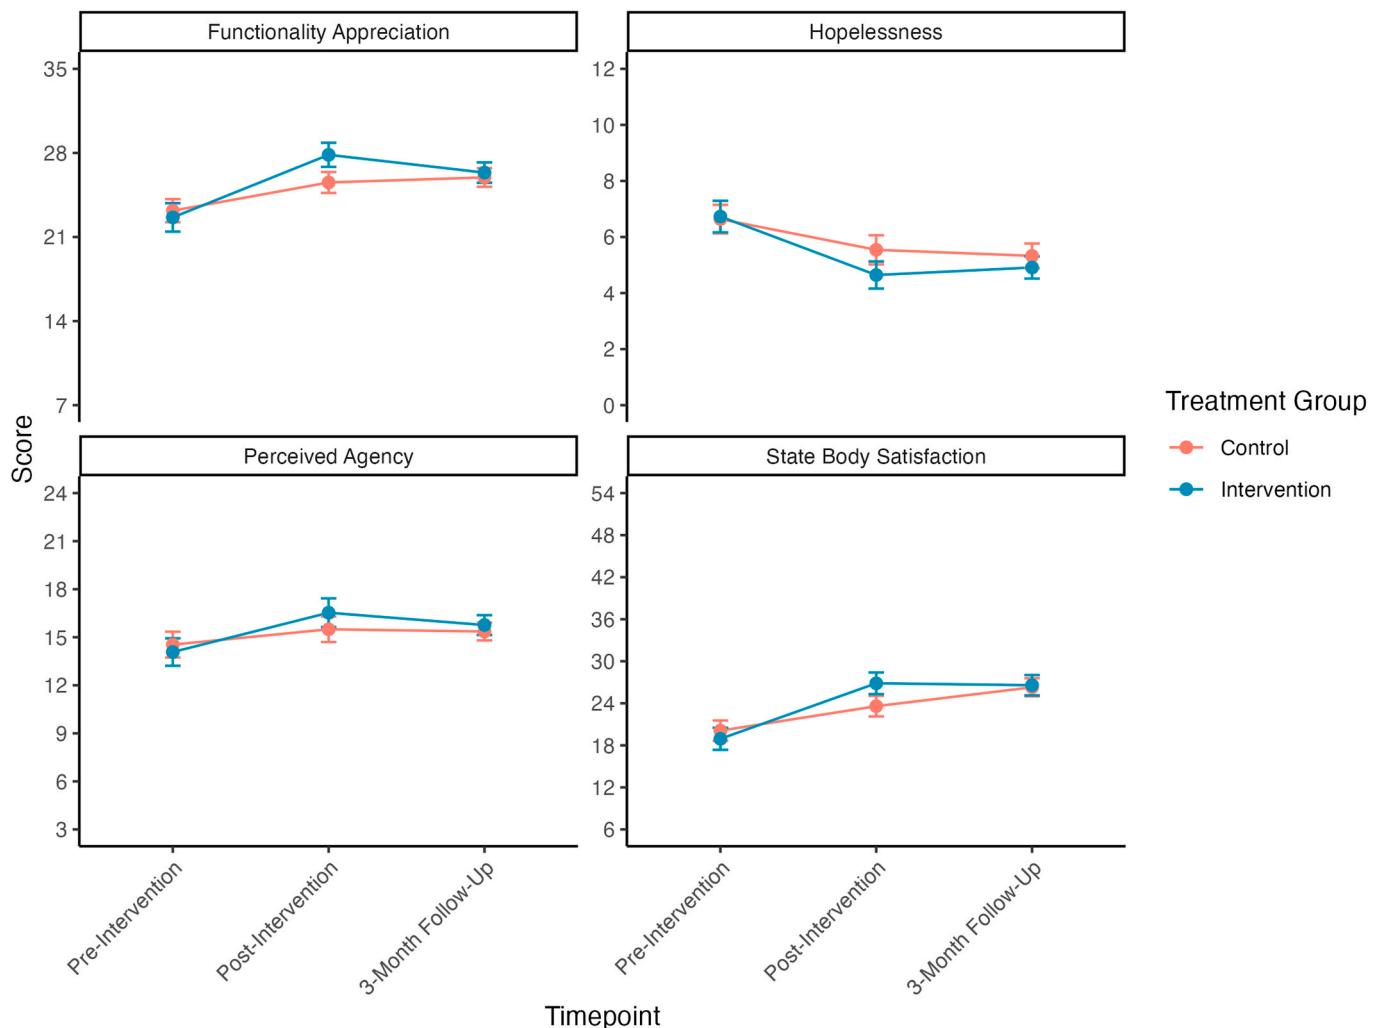 Functionality Appreciation
Hopelessness
35
28
21
14
7
12
10
8
6
4
2
0
Score
Perceived Agency
State Body Satisfaction
24
21
18
15
12
9
6
3
54
48
42
36
30
24
18
12
6
Pre-Intervention
Post-Intervention
3-Month Follow-Up
Pre-Intervention
Post-Intervention
3-Month Follow-Up
Timepoint
Treatment Group
Control
Intervention